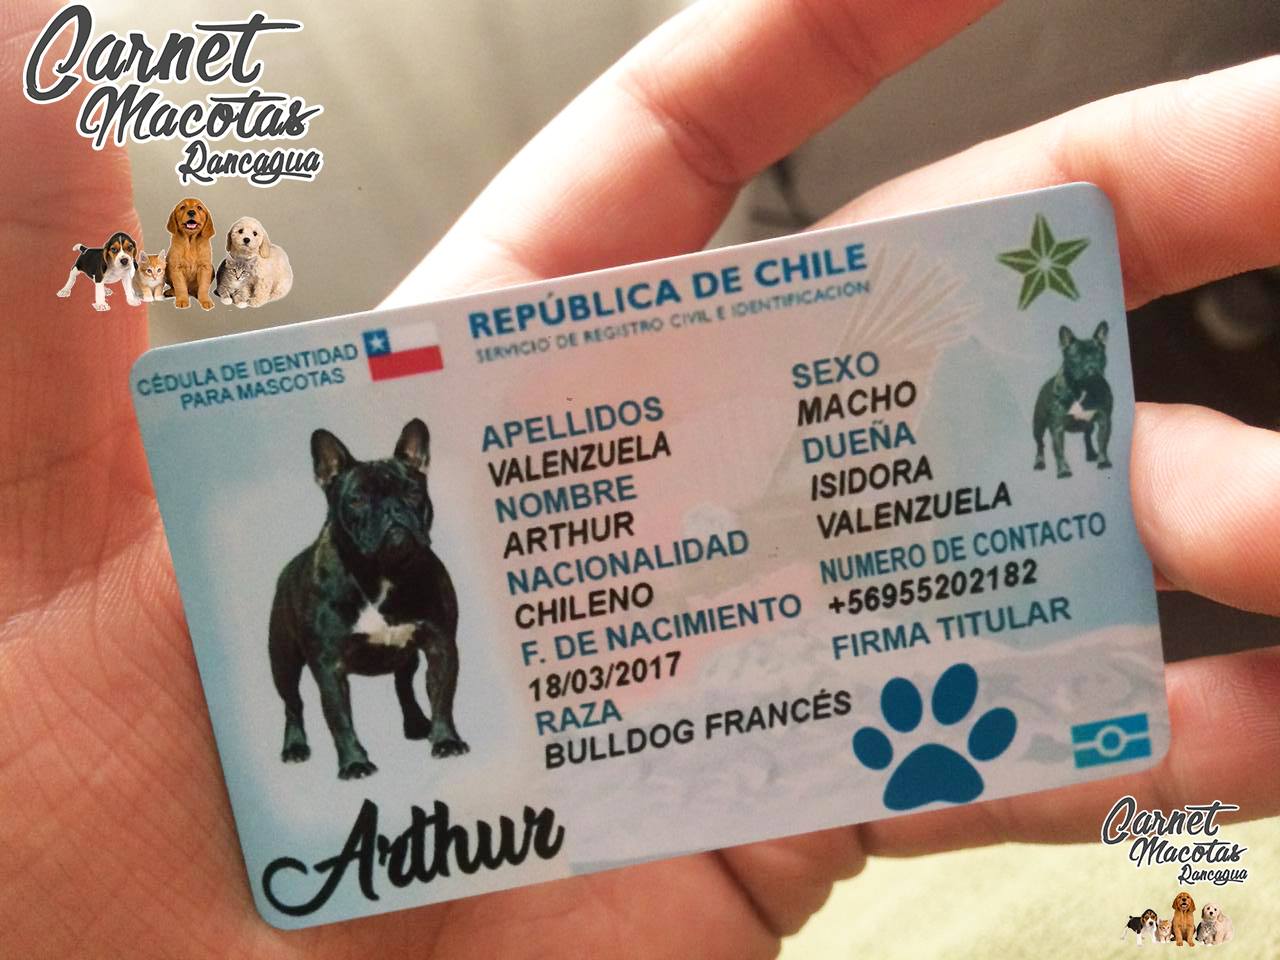 Carnet
Macotas
Rancagua
CÉDULA DE IDENTIDAD
PARA MASCOTAS
REPÚBLICA DE CHILE
SERVICIO DE REGISTRO CIVIL E IDENTIFICACIÓN
APELLIDOS
VALENZUELA
NOMBRE
ARTHUR
NACIONALIDAD
CHILENO
F. DE NACIMIENTO
18/03/2017
RAZA
BULLDOG FRANCÉS
SEXO
MACHO
DUEÑA
ISIDORA
VALENZUELA
NUMERO DE CONTACTO
+56955202182
FIRMA TITULAR
Arthur
Carnet
Macotas
Rancagua